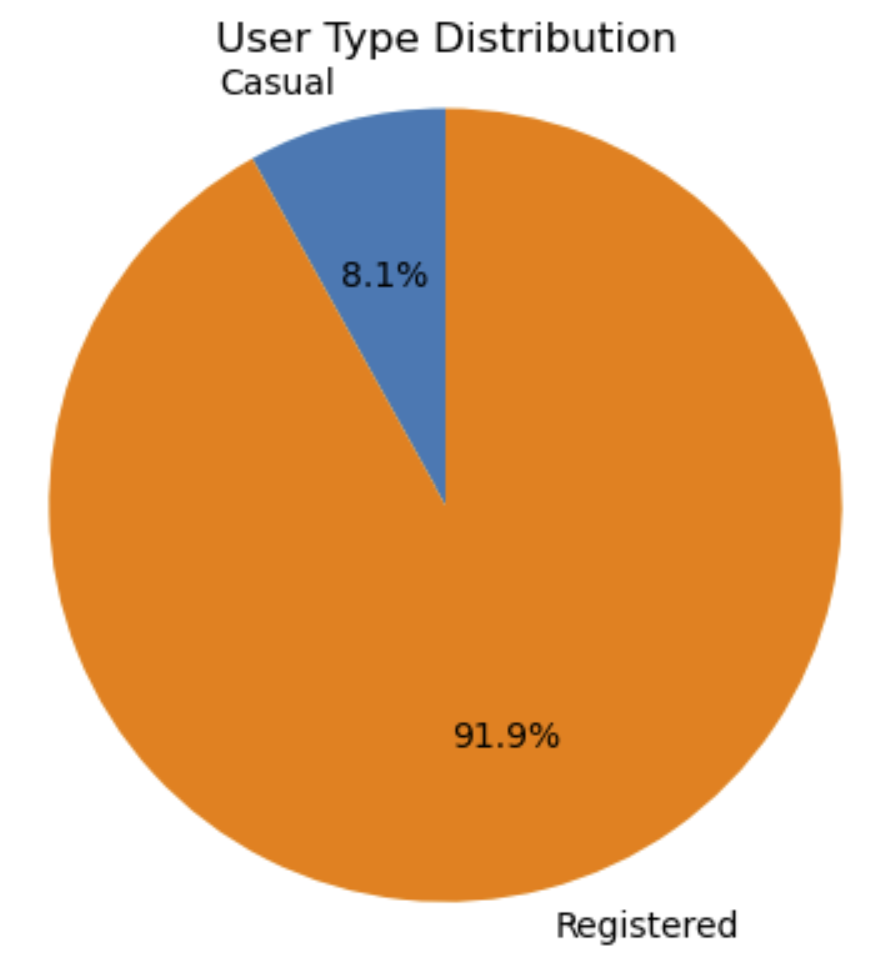 User Type Distribution
Casual
8.1%
91.9%
Registered